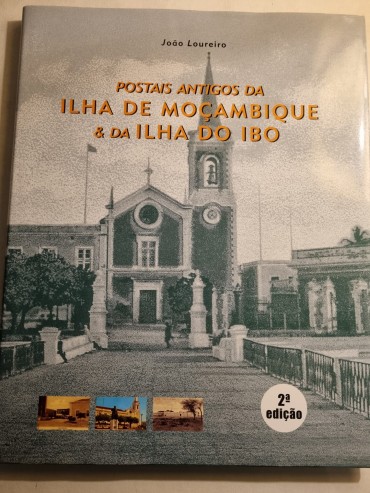 João Loureiro
POSTAIS ANTIGOS DA
ILHA DE MOÇAMBIQUE
& DA ILHA DO IBO
2ª
edição